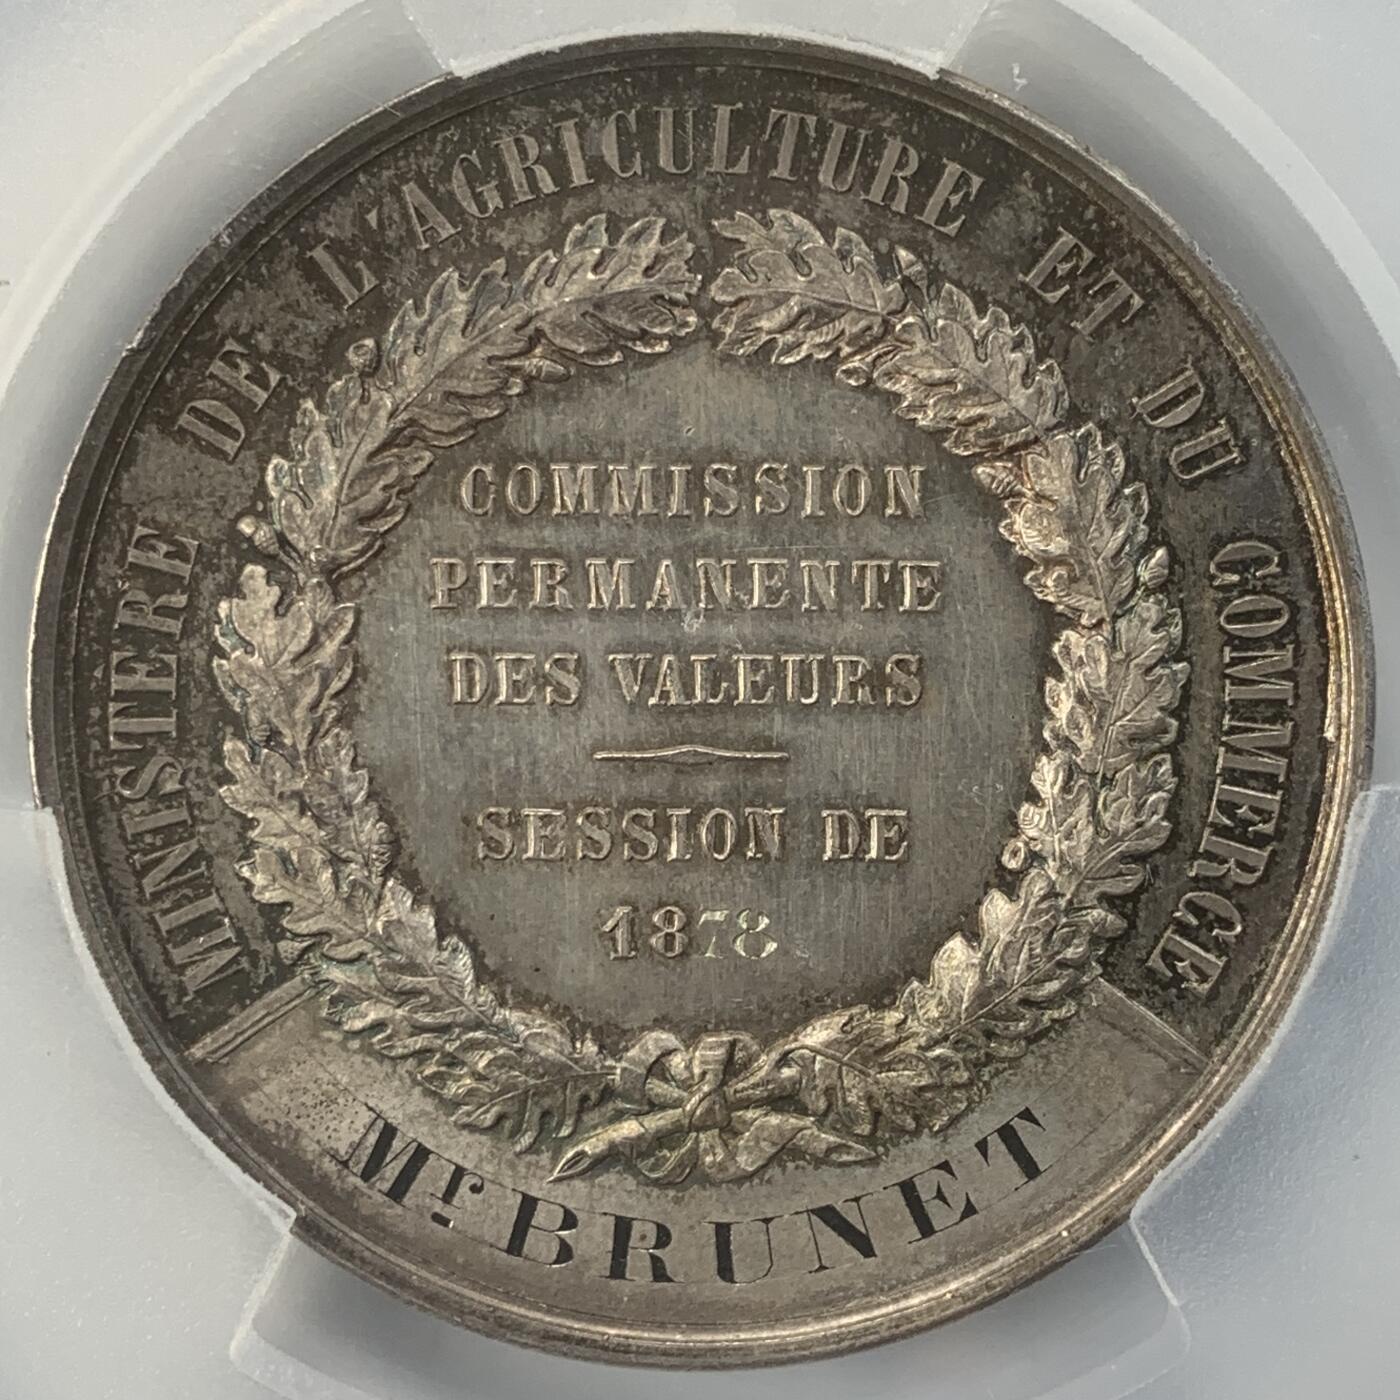 MINISTERE DE L'AGRICULTURE ET DU COMMERCE
COMMISSION
PERMANENTE
DES VALEURS
SESSION DE
1878
Mr BRUNET